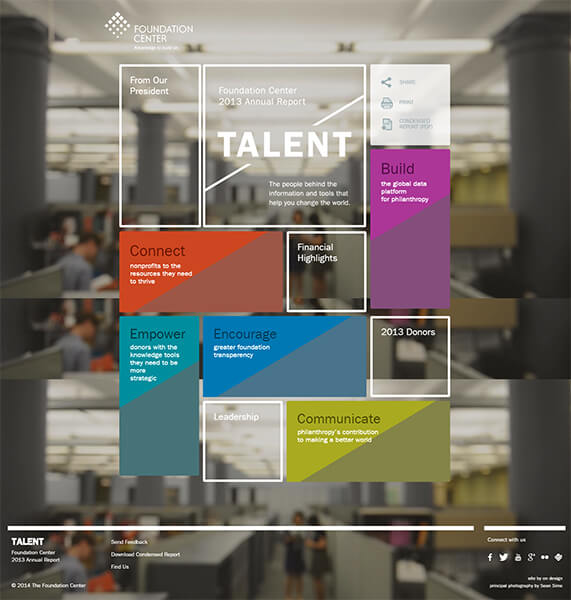 FOUNDATION
CENTER
Knowledge to build on.
From Our
President
Foundation Center
2013 Annual Report
TALENT
The people behind the
information and tools that
help you change the world.
SHARE
PRINT
CONDENSED
REPORT (PDF)
Build
the global data
platform
for philanthropy
Connect
nonprofits to the
resources they need
to thrive
Financial
Highlights
Empower
donors with the
knowledge tools
they need to be
more
strategic
Encourage
greater foundation
transparency
2013 Donors
Leadership
Communicate
philanthropy's contribution
to making a better world
TALENT
Foundation Center
2013 Annual Report
© 2014 The Foundation Center
Send Feedback
Download Condensed Report
Find Us
Connect with us
site by on design
principal photography by Sean Sime